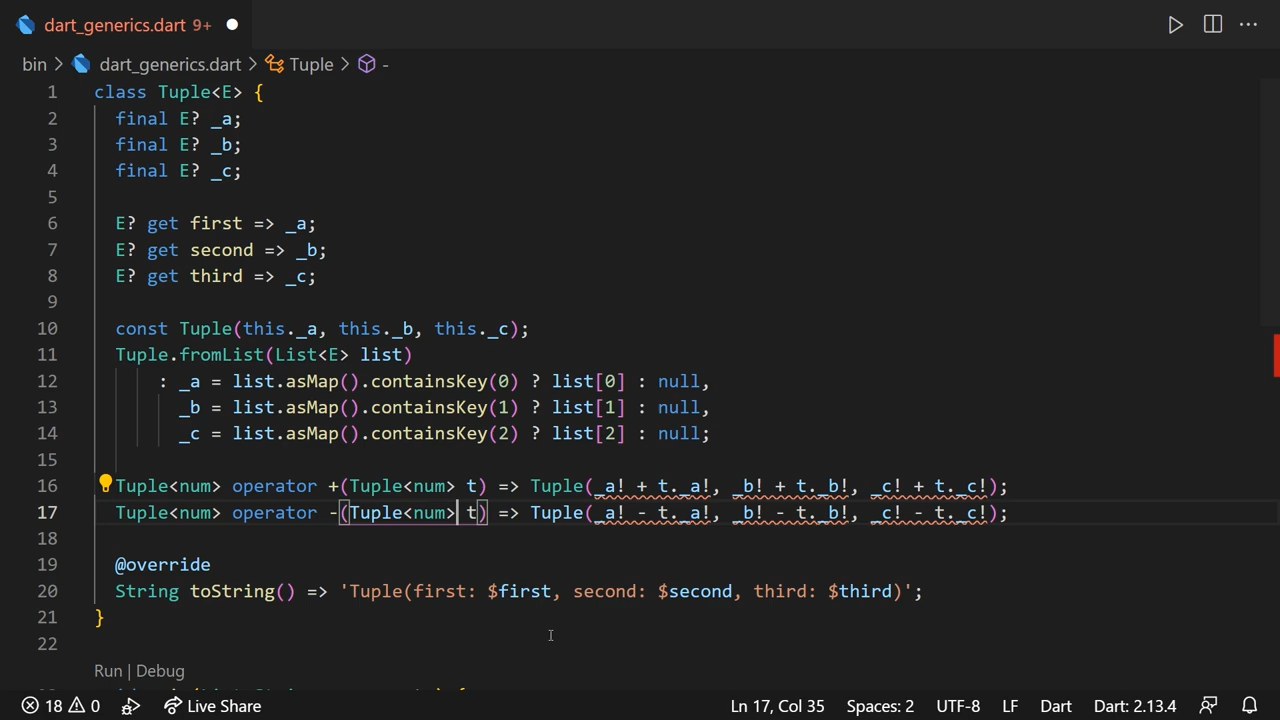 dart_generics.dart 9+
bin > dart_generics.dart > Tuple > -
1 class Tuple<E> {
2 final E? _a;
3 final E? _b;
4 final E? _c;
5
6 E? get first => _a;
7 E? get second => _b;
8 E? get third => _c;
9
10 const Tuple(this._a, this._b, this._c);
11 Tuple.fromList(List<E> list)
12 : _a = list.asMap().containsKey(0) ? list[0] : null,
13 _b = list.asMap().containsKey(1) ? list[1] : null,
14 _c = list.asMap().containsKey(2) ? list[2] : null;
15
16 Tuple<num> operator +(Tuple<num> t) => Tuple(_a! + t._a!, _b! + t._b!, _c! + t._c!);
17 Tuple<num> operator -(Tuple<num> t) => Tuple(_a! - t._a!, _b! - t._b!, _c! - t._c!);
18
19 @override
20 String toString() => 'Tuple(first: $first, second: $second, third: $third)';
21 }
22
Run | Debug
18 0 Live Share Ln 17, Col 35 Spaces: 2 UTF-8 LF Dart Dart: 2.13.4